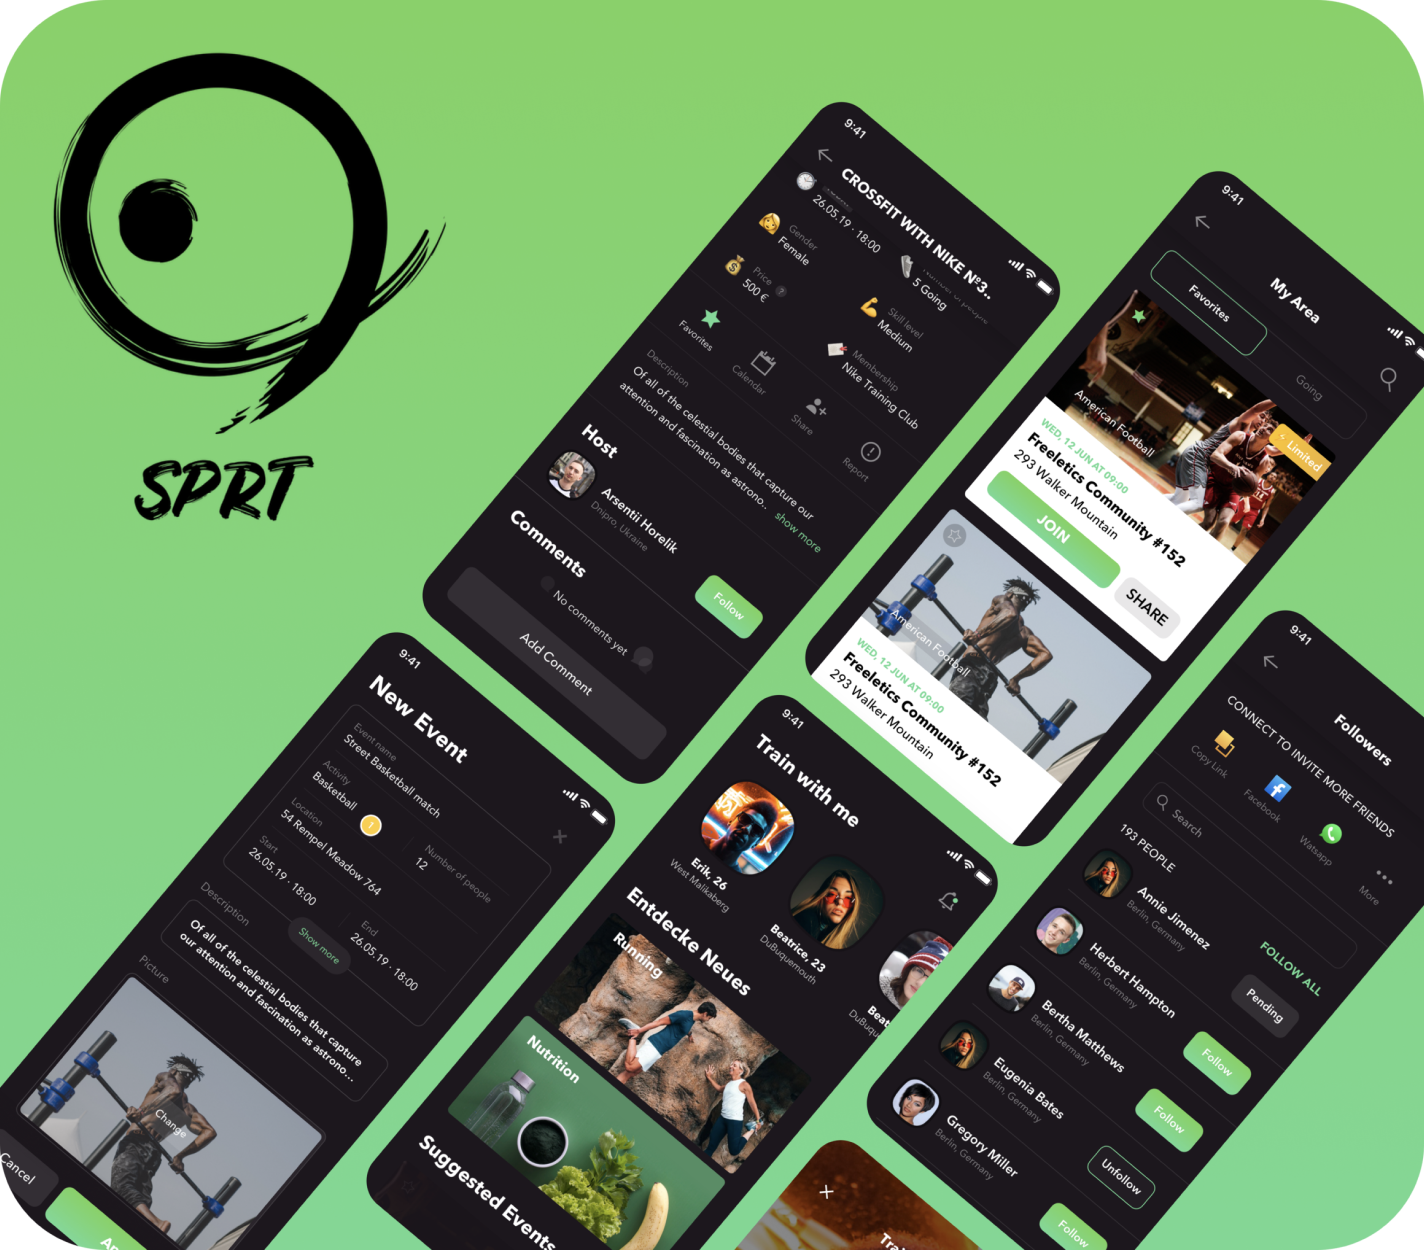 SPRT
9:41
CROSSFIT WITH NIKE Nº3..
26.05.19 · 18:00
5 Going
Gender
Female
Price ?
500 €
Skill level
Medium
Membership
Nike Training Club
Favorites
Calendar
Share
Report
Description
Of all of the celestial bodies that capture our
attention and fascination as astrono..
show more
Host
Arsentii Horelik
Dnipro, Ukraine
Follow
Comments
No comments yet
Add Comment
9:41
My Area
Favorites
Going
American Football
Limited
WED, 12 JUN AT 09:00
Freeletics Community #152
293 Walker Mountain
JOIN
SHARE
American Football
WED, 12 JUN AT 09:00
Freeletics Community #152
293 Walker Mountain
9:41
New Event
Event name
Street Basketball match
Activity
Basketball
Number of people
12
Location
54 Rempel Meadow 764
Start
26.05.19 · 18:00
End
26.05.19 · 18:00
Show more
Description
Of all of the celestial bodies that capture
our attention and fascination as astrono...
Picture
Change
Cancel
9:41
Train with me
Erik, 26
West Malikaberg
Beatrice, 23
DuBuquemouth
Beat
DuBuqu
Entdecke Neues
Running
Nutrition
Suggested Events
9:41
Followers
CONNECT TO INVITE MORE FRIENDS
Copy Link
Facebook
Watsapp
More
Search
193 PEOPLE
FOLLOW ALL
Annie Jimenez
Berlin, Germany
Pending
Herbert Hampton
Berlin, Germany
Follow
Bertha Matthews
Berlin, Germany
Follow
Eugenia Bates
Berlin, Germany
Unfollow
Gregory Miller
Berlin, Germany
Follow
Trai